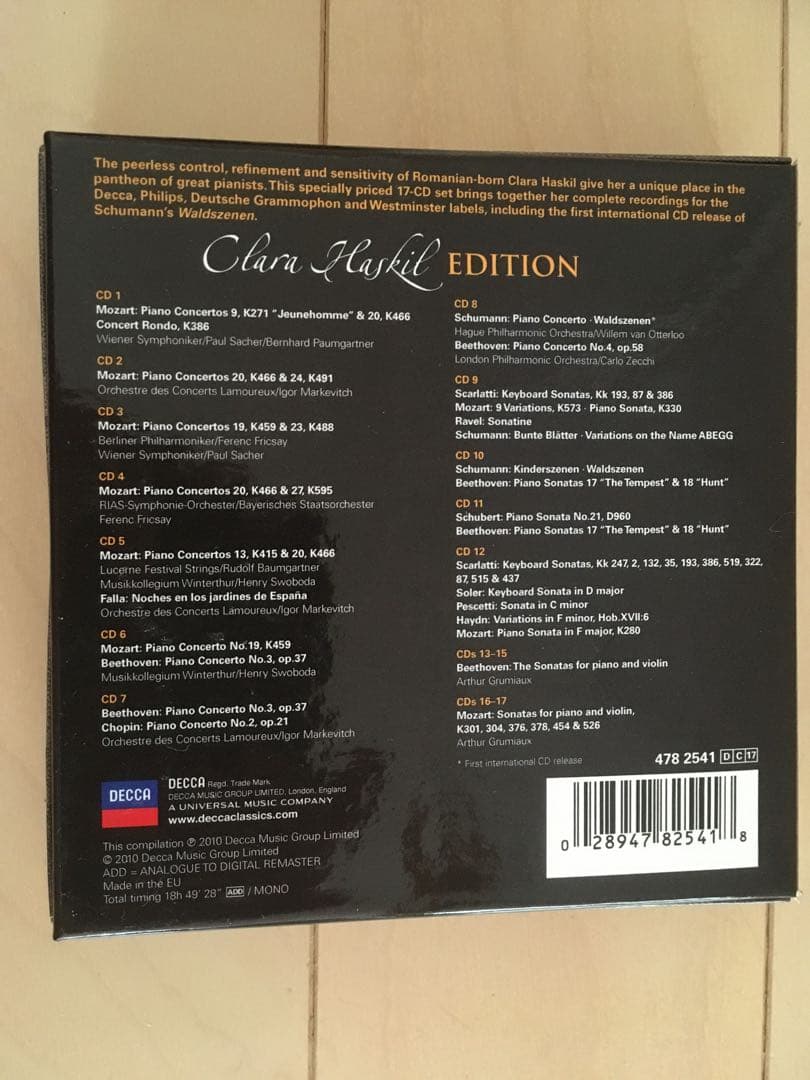 The peerless control, refinement and sensitivity of Romanian-born Clara Haskil give her a unique place in the
pantheon of great pianists. This specially priced 17-CD set brings together her complete recordings for the
Decca, Philips, Deutsche Grammophon and Westminster labels, including the first international CD release of
Schumann's Waldszenen.
Clara Haskil EDITION
CD 1
Mozart: Piano Concertos 9, K271 "Jeunehomme" & 20, K466
Concert Rondo, K386
Wiener Symphoniker/Paul Sacher/Bernhard Paumgartner
CD 2
Mozart: Piano Concertos 20, K466 & 24, K491
Orchestre des Concerts Lamoureux/Igor Markevitch
CD 3
Mozart: Piano Concertos 19, K459 & 23, K488
Berliner Philharmoniker/Ferenc Fricsay
Wiener Symphoniker/Paul Sacher
CD 4
Mozart: Piano Concertos 20, K466 & 27, K595
RIAS-Symphonie-Orchester/Bayerisches Staatsorchester
Ferenc Fricsay
CD 5
Mozart: Piano Concertos 13, K415 & 20, K466
Lucerne Festival Strings/Rudolf Baumgartner
Musikkollegium Winterthur/Henry Swoboda
Falla: Noches en los jardines de España
Orchestre des Concerts Lamoureux/Igor Markevitch
CD 6
Mozart: Piano Concerto No.19, K459
Beethoven: Piano Concerto No.3, op.37
Musikkollegium Winterthur/Henry Swoboda
CD 7
Beethoven: Piano Concerto No.3, op.37
Chopin: Piano Concerto No.2, op.21
Orchestre des Concerts Lamoureux/Igor Markevitch
CD 8
Schumann: Piano Concerto · Waldszenen*
Hague Philharmonic Orchestra/Willem van Otterloo
Beethoven: Piano Concerto No.4, op.58
London Philharmonic Orchestra/Carlo Zecchi
CD 9
Scarlatti: Keyboard Sonatas, Kk 193, 87 & 386
Mozart: 9 Variations, K573 · Piano Sonata, K330
Ravel: Sonatine
Schumann: Bunte Blätter · Variations on the Name ABEGG
CD 10
Schumann: Kinderszenen · Waldszenen
Beethoven: Piano Sonatas 17 "The Tempest" & 18 "Hunt"
CD 11
Schubert: Piano Sonata No.21, D960
Beethoven: Piano Sonatas 17 "The Tempest" & 18 "Hunt"
CD 12
Scarlatti: Keyboard Sonatas, Kk 247, 2, 132, 35, 193, 386, 519, 322,
87, 515 & 437
Soler: Keyboard Sonata in D major
Pescetti: Sonata in C minor
Haydn: Variations in F minor, Hob.XVII:6
Mozart: Piano Sonata in F major, K280
CDs 13–15
Beethoven: The Sonatas for piano and violin
Arthur Grumiaux
CDs 16–17
Mozart: Sonatas for piano and violin,
K301, 304, 376, 378, 454 & 526
Arthur Grumiaux
* First international CD release
478 2541 D C 17
DECCA
DECCA Regd. Trade Mark
DECCA MUSIC GROUP LIMITED, London, England
A UNIVERSAL MUSIC COMPANY
www.deccaclassics.com
This compilation ℗ 2010 Decca Music Group Limited
© 2010 Decca Music Group Limited
ADD = ANALOGUE TO DIGITAL REMASTER
Made in the EU
Total timing 18h 49' 28" ADD / MONO
0 28947 82541 8